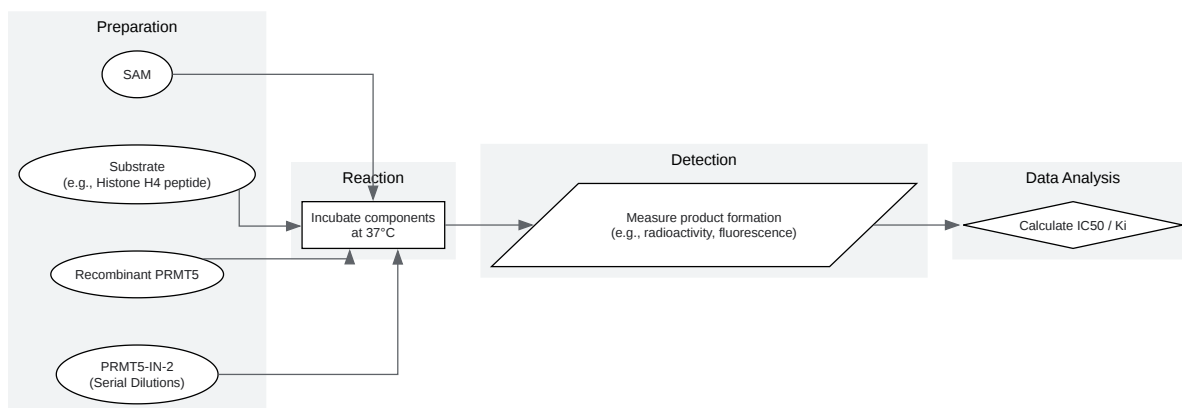 Preparation
SAM
Substrate
(e.g., Histone H4 peptide)
Recombinant PRMT5
PRMT5-IN-2
(Serial Dilutions)
Reaction
Incubate components
at 37°C
Detection
Measure product formation
(e.g., radioactivity, fluorescence)
Data Analysis
Calculate IC50 / Ki